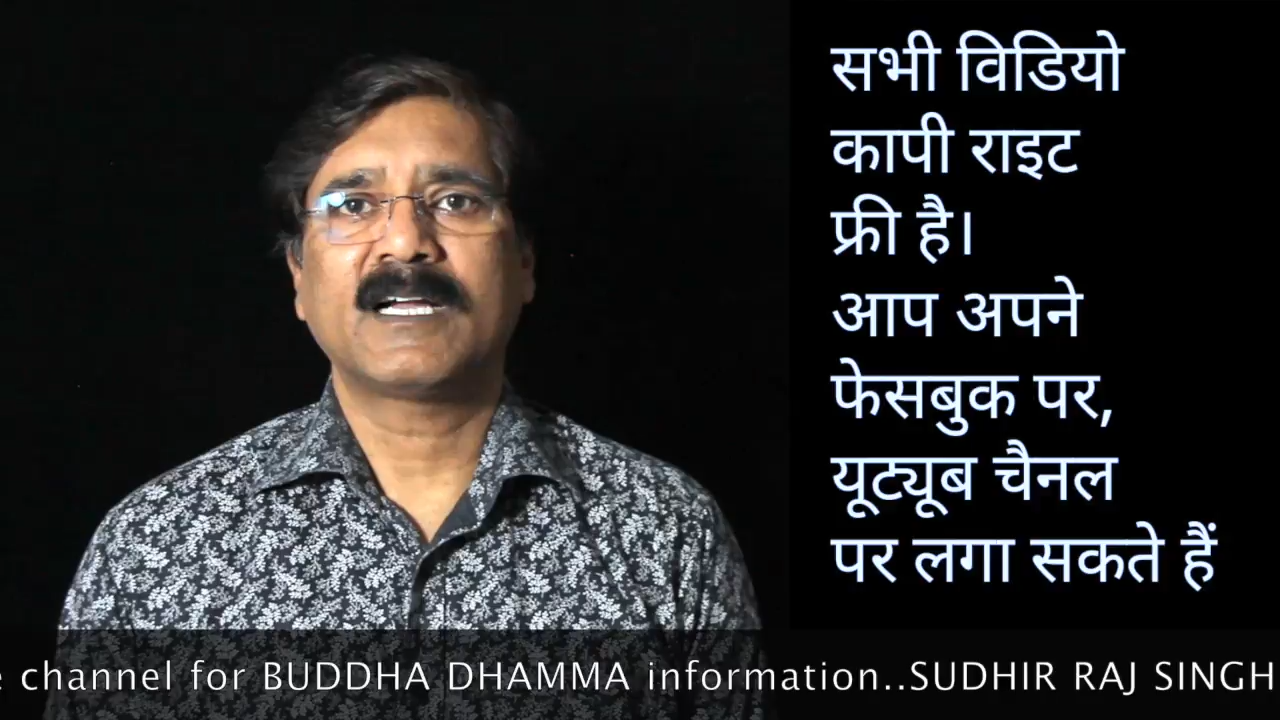 सभी विडियो
कापी राइट
फ्री है।
आप अपने
फेसबुक पर,
यूट्यूब चैनल
पर लगा सकते हैं
channel for BUDDHA DHAMMA information..SUDHIR RAJ SINGH